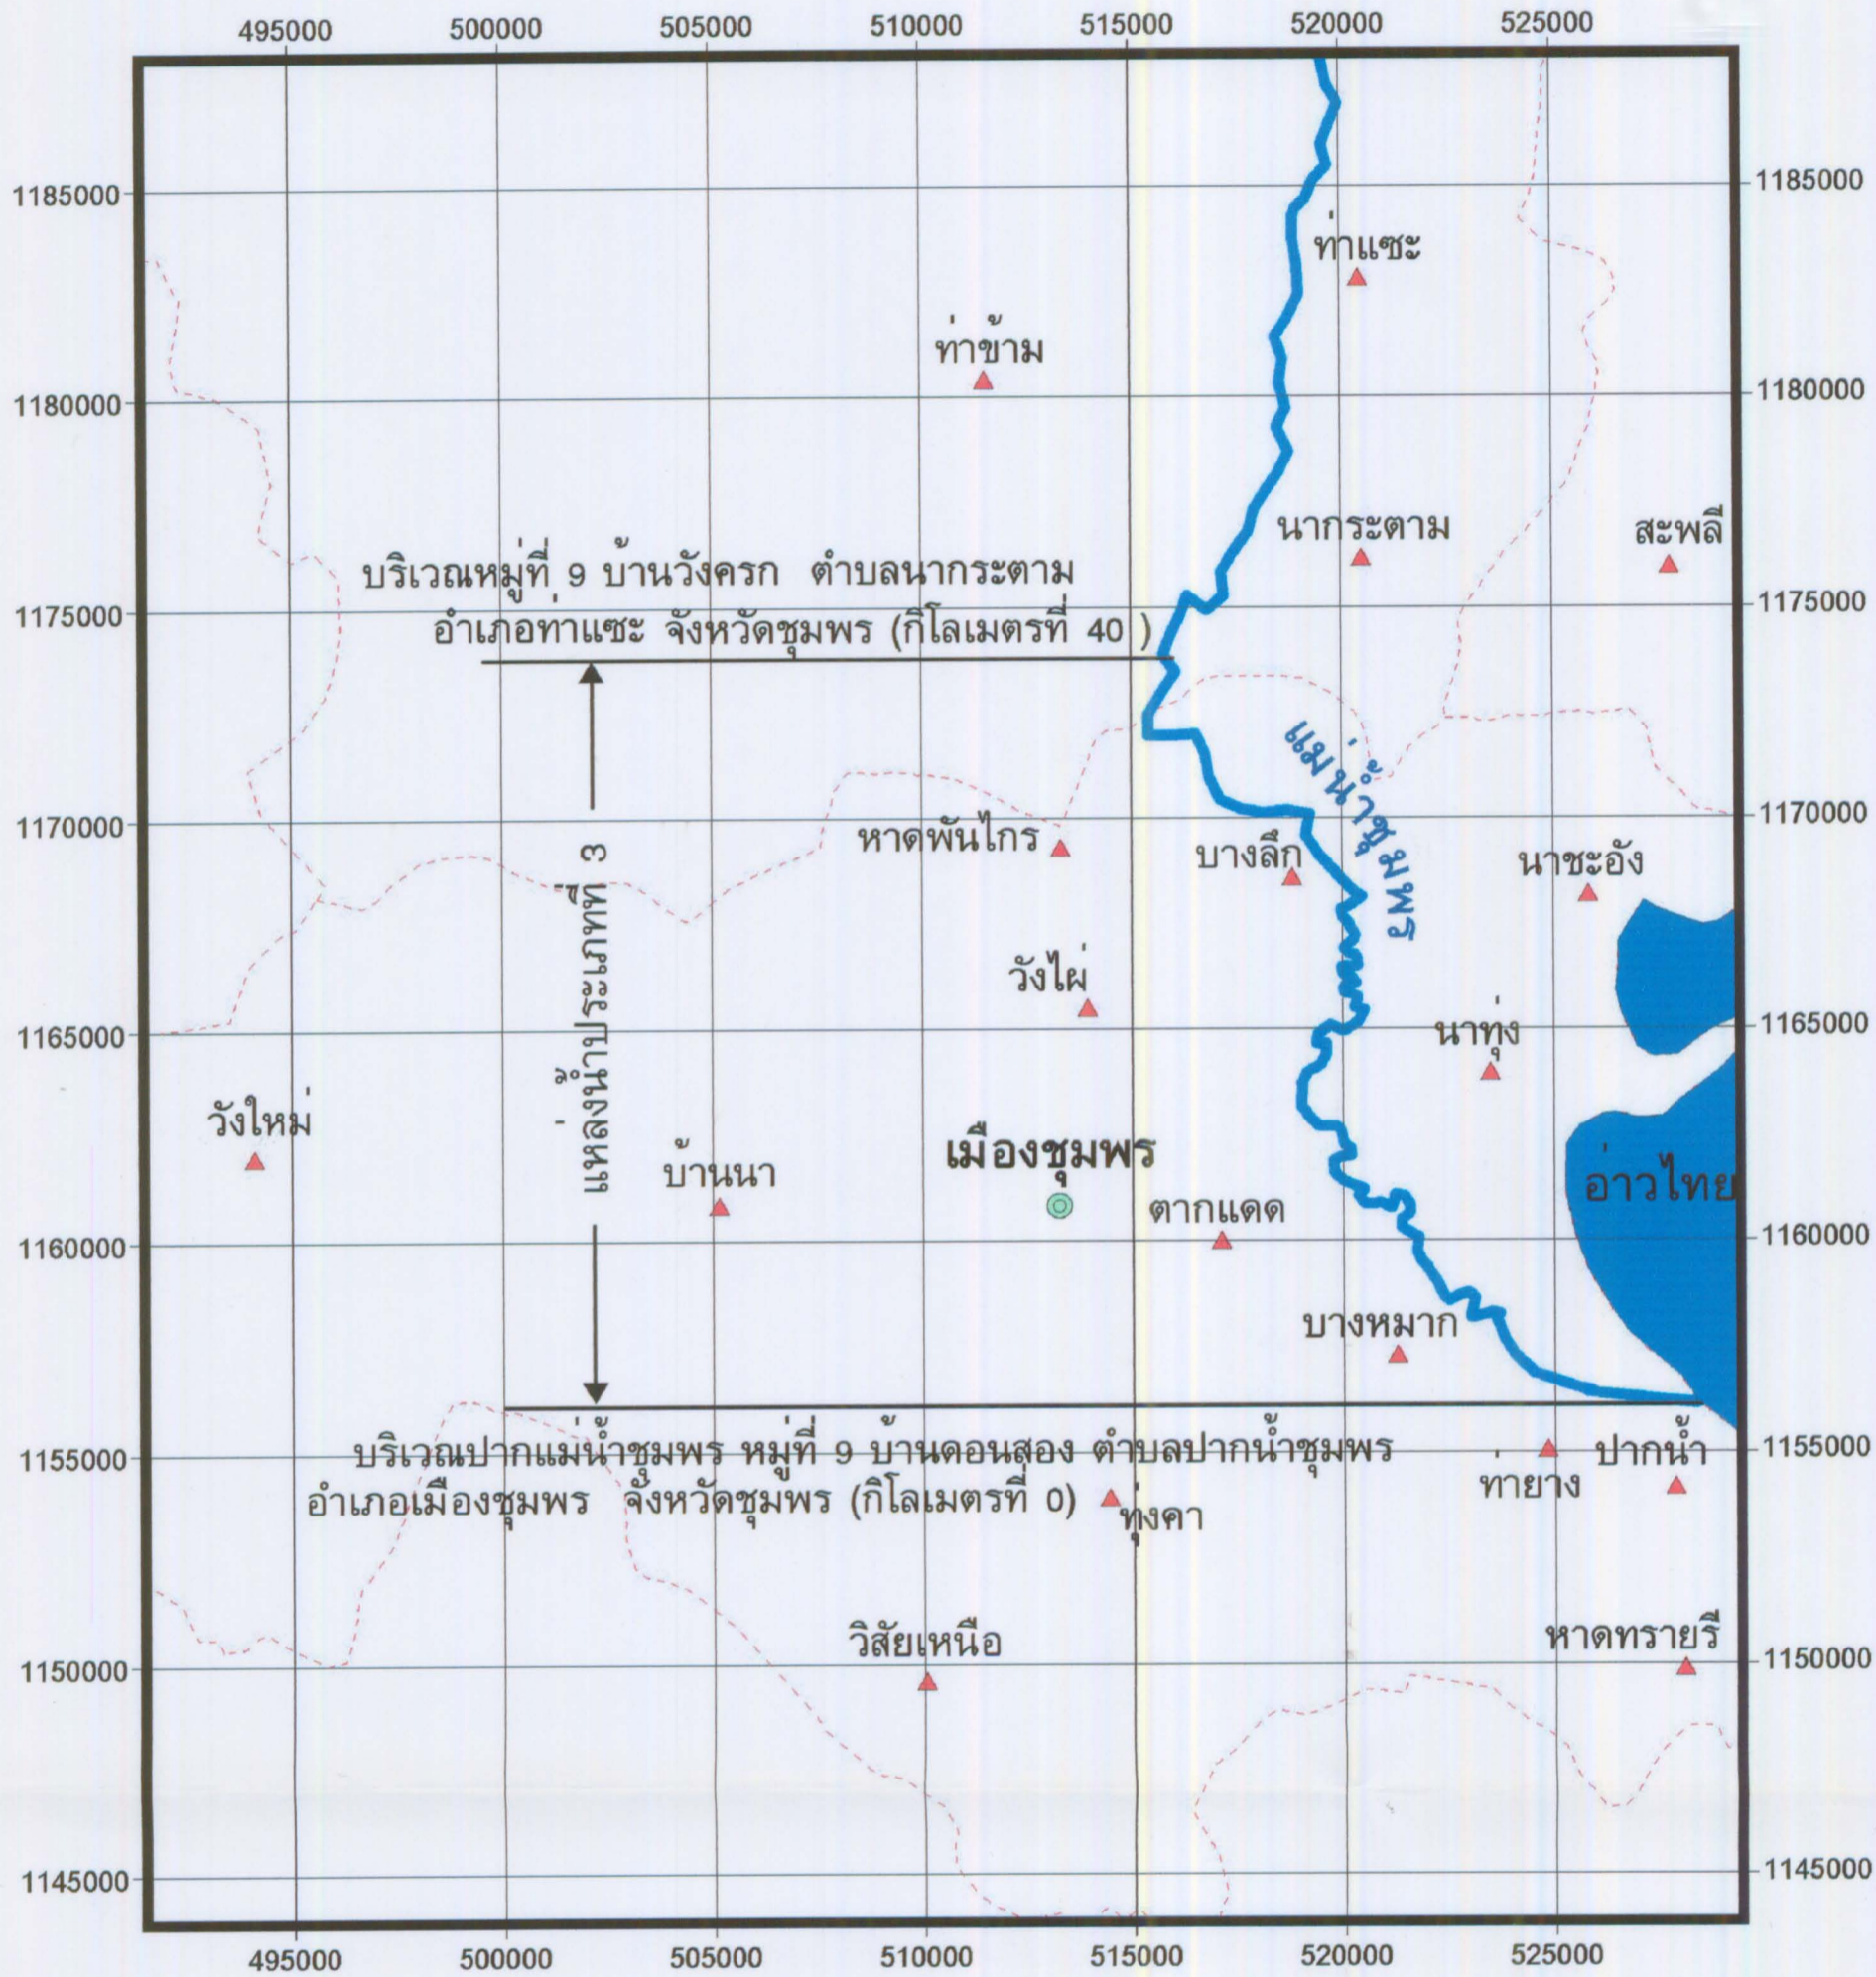 495000 500000 505000 510000 515000 520000 525000
1185000 1185000
ท่าแซะ
ท่าข้าม
1180000 1180000
นากระตาม สะพลี
บริเวณหมู่ที่ 9 บ้านวังครก ตำบลนากระตาม
1175000 1175000
อำเภอท่าแซะ จังหวัดชุมพร (กิโลเมตรที่ 40 )
แม่น้ำชุมพร
1170000 1170000
หาดพันไกร
บางลึก
นาชะอัง
แหล่งน้ำประเภทที่ 3
วังไผ่
1165000 1165000
นาทุ่ง
วังใหม่
บ้านนา
เมืองชุมพร
อ่าวไทย
ตากแดด
1160000 1160000
บางหมาก
บริเวณปากแม่น้ำชุมพร หมู่ที่ 9 บ้านดอนสอง ตำบลปากน้ำชุมพร
ปากน้ำ
1155000 1155000
ท่ายาง
อำเภอเมืองชุมพร จังหวัดชุมพร (กิโลเมตรที่ 0)
ทุ่งคา
วิสัยเหนือ
หาดทรายรี
1150000 1150000
1145000 1145000
495000 500000 505000 510000 515000 520000 525000